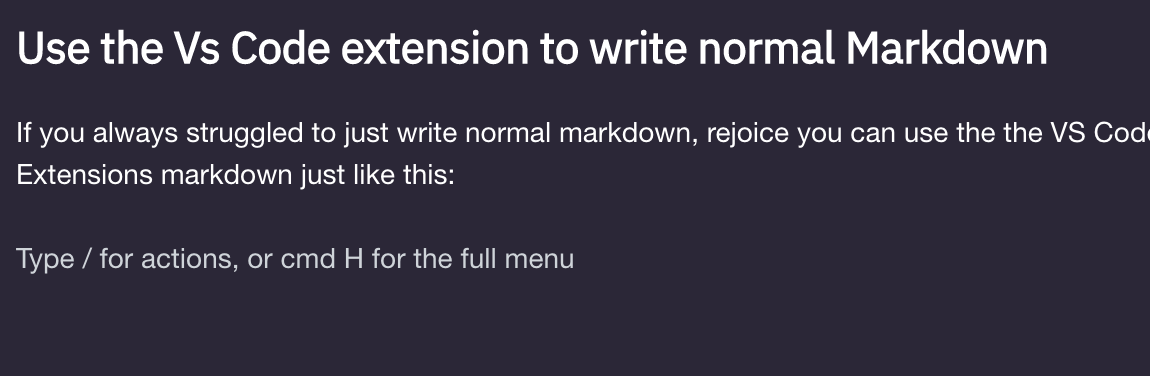 Use the Vs Code extension to write normal Markdown
If you always struggled to just write normal markdown, rejoice you can use the the VS Code
Extensions markdown just like this:
Type / for actions, or cmd H for the full menu